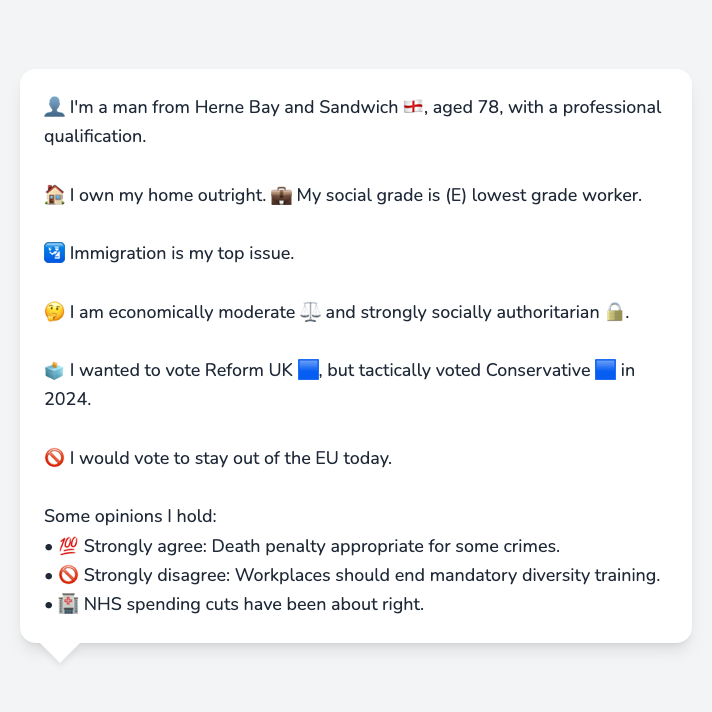 👤 I'm a man from Herne Bay and Sandwich 🏴󠁧󠁢󠁥󠁮󠁧󠁿, aged 78, with a professional
qualification.
🏠 I own my home outright. 💼 My social grade is (E) lowest grade worker.
🛂 Immigration is my top issue.
🤔 I am economically moderate ⚖️ and strongly socially authoritarian 🔒.
🗳️ I wanted to vote Reform UK 🟦, but tactically voted Conservative 🟦 in
2024.
🚫 I would vote to stay out of the EU today.
Some opinions I hold:
• 💯 Strongly agree: Death penalty appropriate for some crimes.
• 🚫 Strongly disagree: Workplaces should end mandatory diversity training.
• 🏥 NHS spending cuts have been about right.